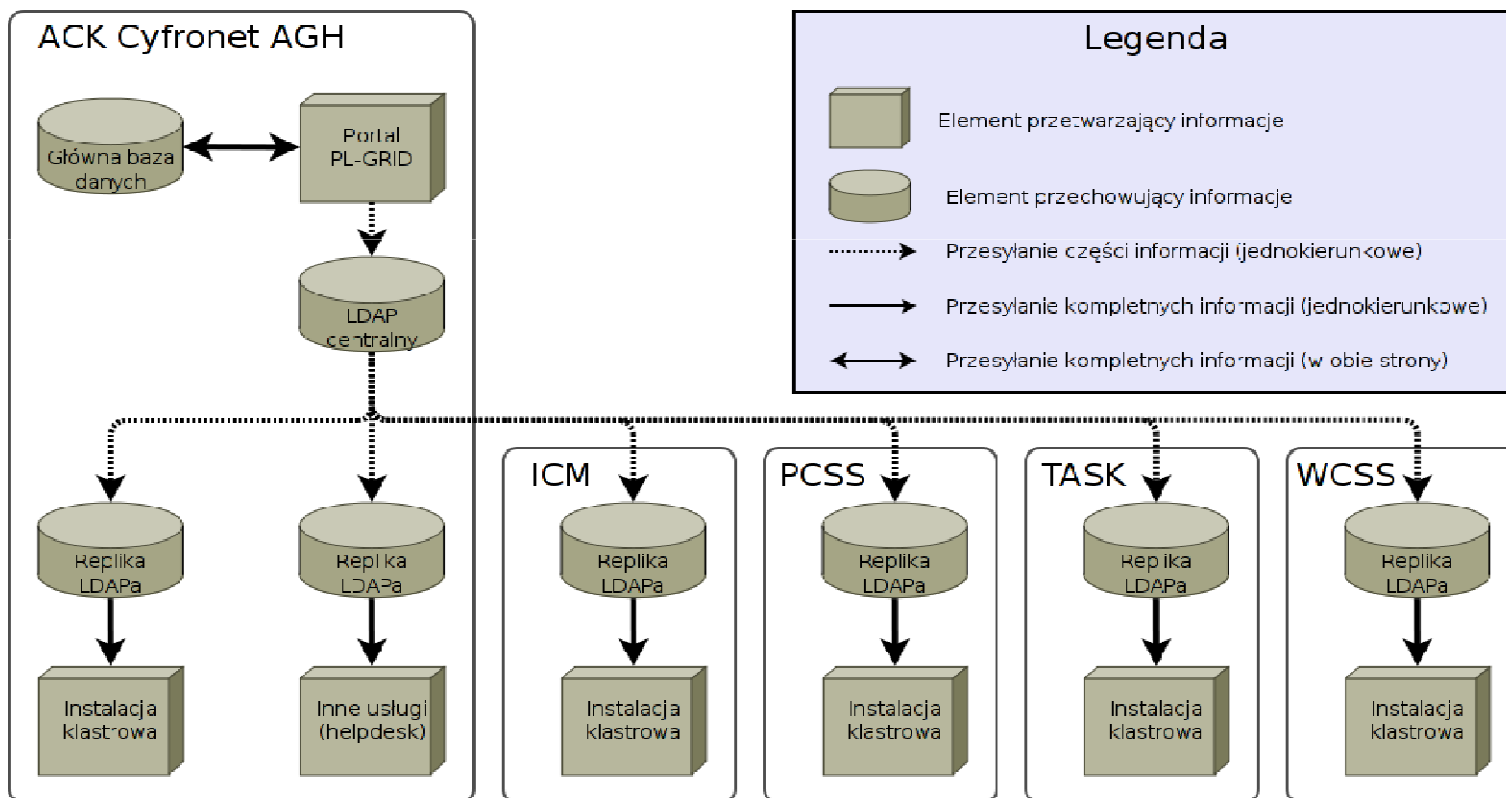 ACK Cyfronet AGH
Główna baza
danych
Portal
PL-GRID
LDAP
centralny
Legenda
Element przetwarzający informacje
Element przechowujący informacje
Przesyłanie części informacji (jednokierunkowe)
Przesyłanie kompletnych informacji (jednokierunkowe)
Przesyłanie kompletnych informacji (w obie strony)
ICM
PCSS
TASK
WCSS
Replika
LDAPa
Replika
LDAPa
Replika
LDAPa
Replika
LDAPa
Replika
LDAPa
Replika
LDAPa
Instalacja
klastrowa
Inne usługi
(helpdesk)
Instalacja
klastrowa
Instalacja
klastrowa
Instalacja
klastrowa
Instalacja
klastrowa